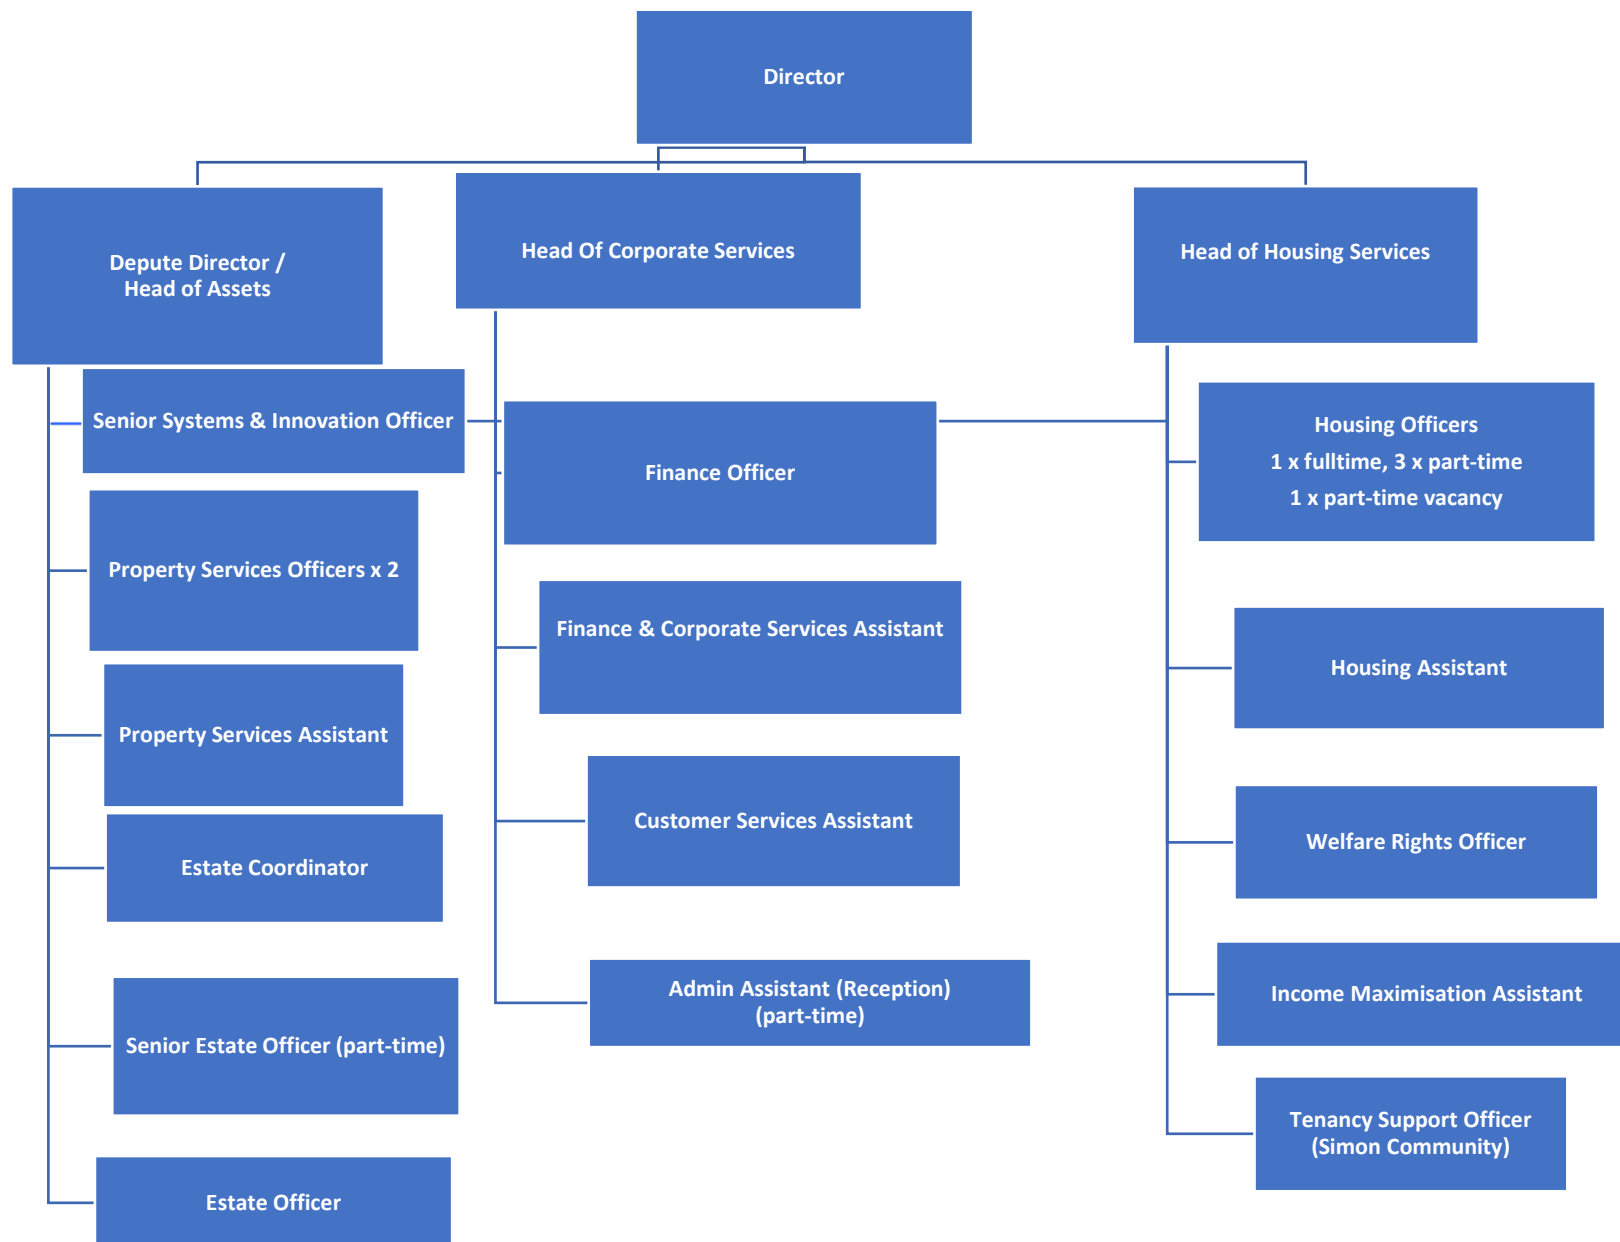 Director
Depute Director /
Head of Assets
Head Of Corporate Services
Head of Housing Services
Senior Systems & Innovation Officer
Property Services Officers x 2
Property Services Assistant
Estate Coordinator
Senior Estate Officer (part-time)
Estate Officer
Finance Officer
Finance & Corporate Services Assistant
Customer Services Assistant
Admin Assistant (Reception)
(part-time)
Housing Officers
1 x fulltime, 3 x part-time
1 x part-time vacancy
Housing Assistant
Welfare Rights Officer
Income Maximisation Assistant
Tenancy Support Officer
(Simon Community)